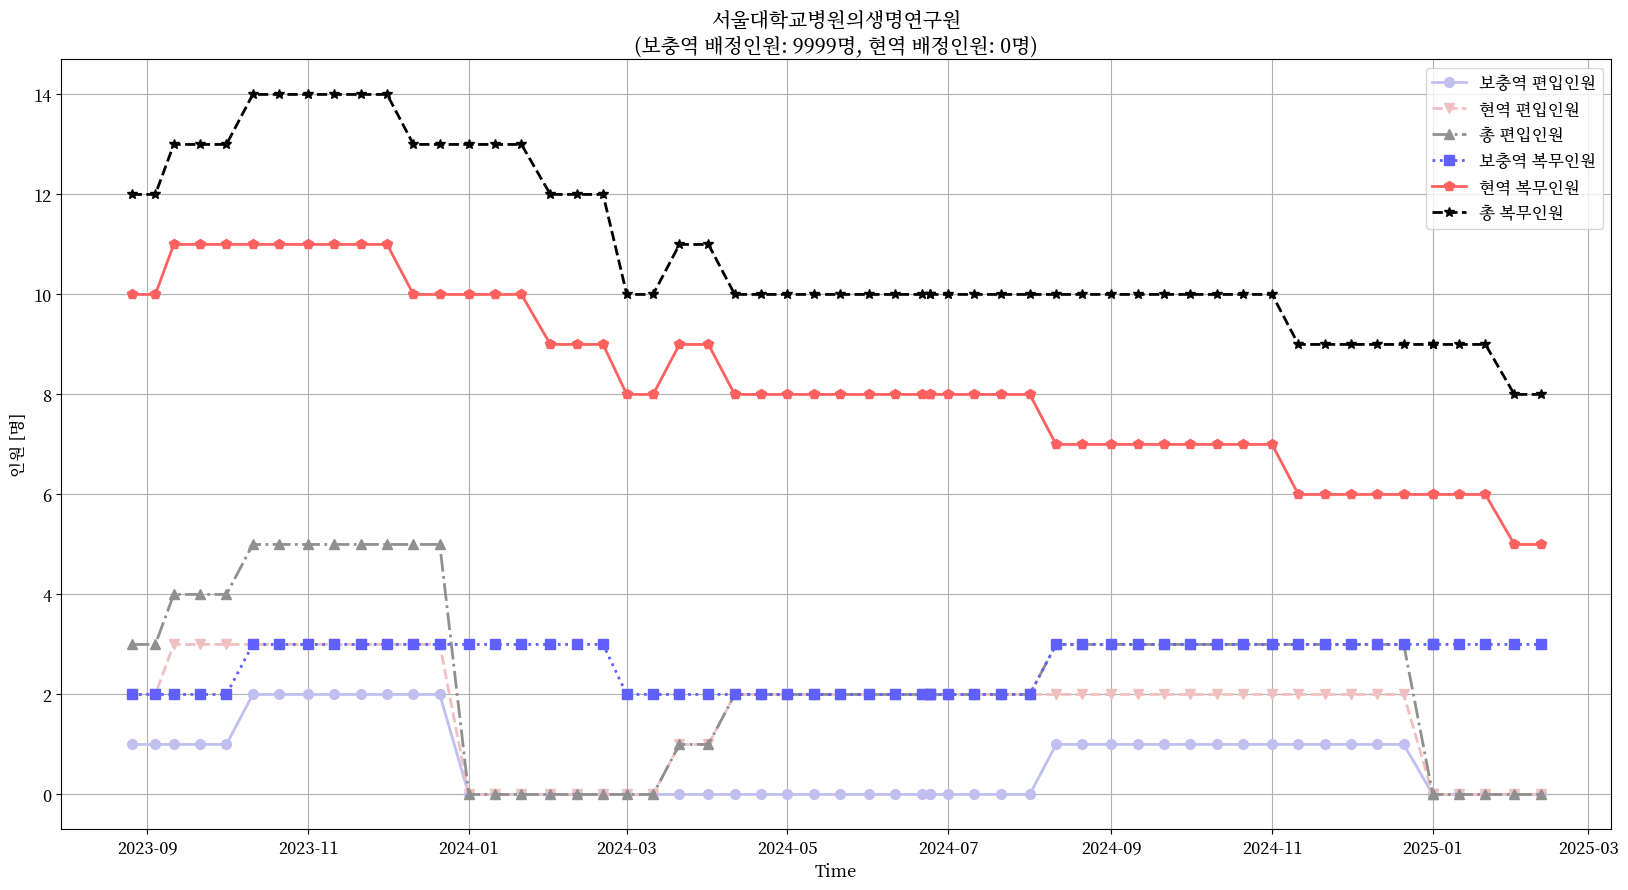 서울대학교병원의생명연구원
(보충역 배정인원: 9999명, 현역 배정인원: 0명)
보충역 편입인원
현역 편입인원
총 편입인원
보충역 복무인원
현역 복무인원
총 복무인원
인원 [명]
14
12
10
8
6
4
2
0
2023-09
2023-11
2024-01
2024-03
2024-05
2024-07
2024-09
2024-11
2025-01
2025-03
Time